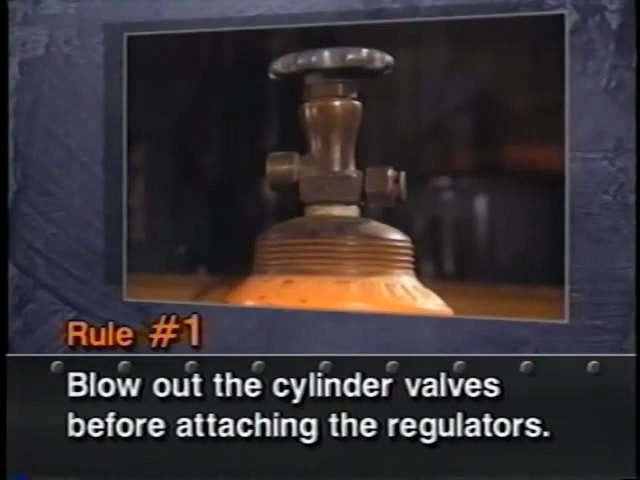 Rule #1
Blow out the cylinder valves
before attaching the regulators.